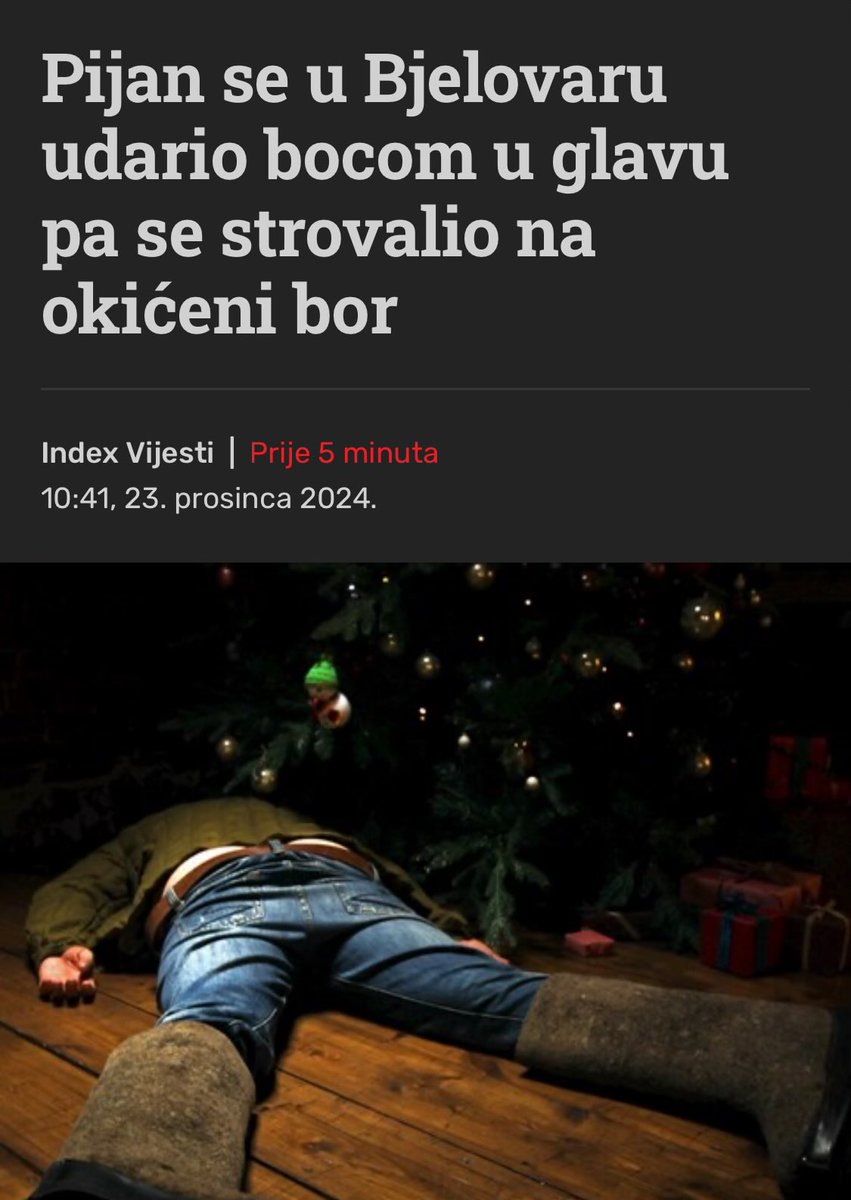 Pijan se u Bjelovaru
udario bocom u glavu
pa se strovalio na
okićeni bor
Index Vijesti | Prije 5 minuta
10:41, 23. prosinca 2024.